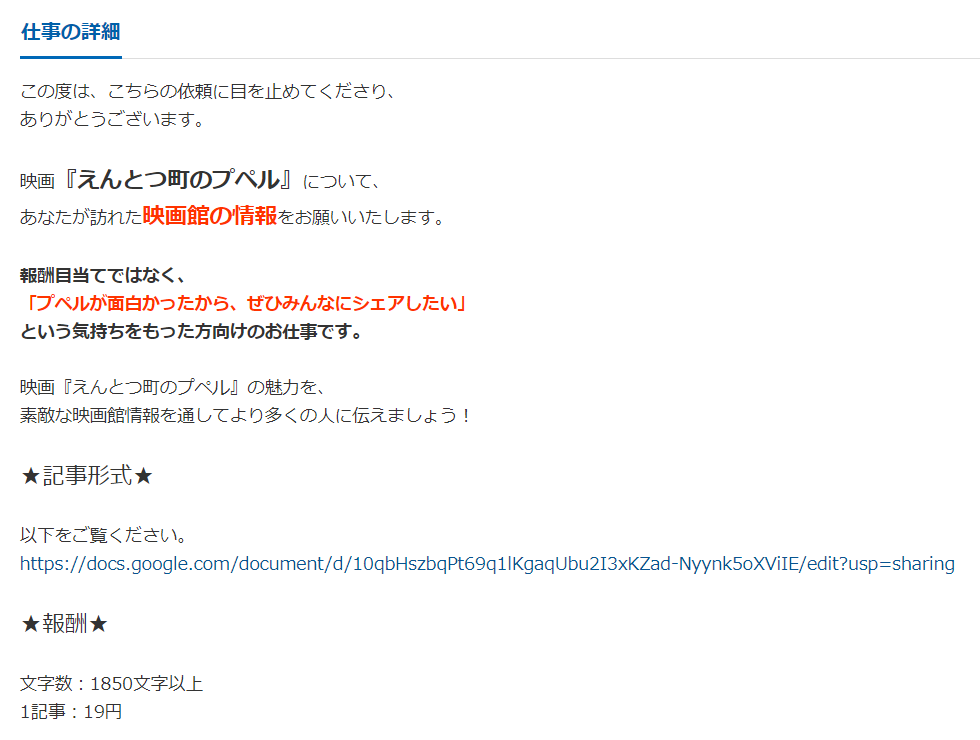 仕事の詳細
この度は、こちらの依頼に目を止めてくださり、
ありがとうございます。
映画『えんとつ町のプペル』について、
あなたが訪れた映画館の情報をお願いいたします。
報酬目当てではなく、
「プペルが面白かったから、ぜひみんなにシェアしたい」
という気持ちをもった方向けのお仕事です。
映画『えんとつ町のプペル』の魅力を、
素敵な映画館情報を通してより多くの人に伝えましょう！
★記事形式★
以下をご覧ください。
https://docs.google.com/document/d/10qbHszbqPt69q1lKgaqUbu2I3xKZad-Nyynk5oXViIE/edit?usp=sharing
★報酬★
文字数：1850文字以上
1記事：19円